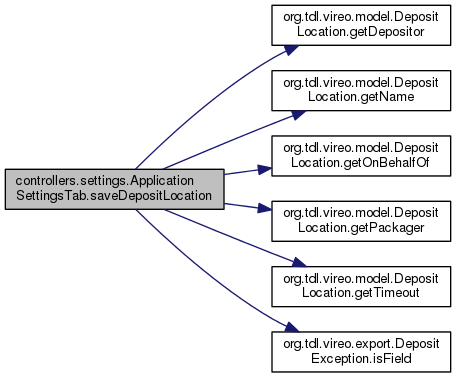 org.tdl.vireo.model.Deposit
Location.getDepositor
org.tdl.vireo.model.Deposit
Location.getName
org.tdl.vireo.model.Deposit
Location.getOnBehalfOf
controllers.settings.Application
SettingsTab.saveDepositLocation
org.tdl.vireo.model.Deposit
Location.getPackager
org.tdl.vireo.model.Deposit
Location.getTimeout
org.tdl.vireo.export.Deposit
Exception.isField